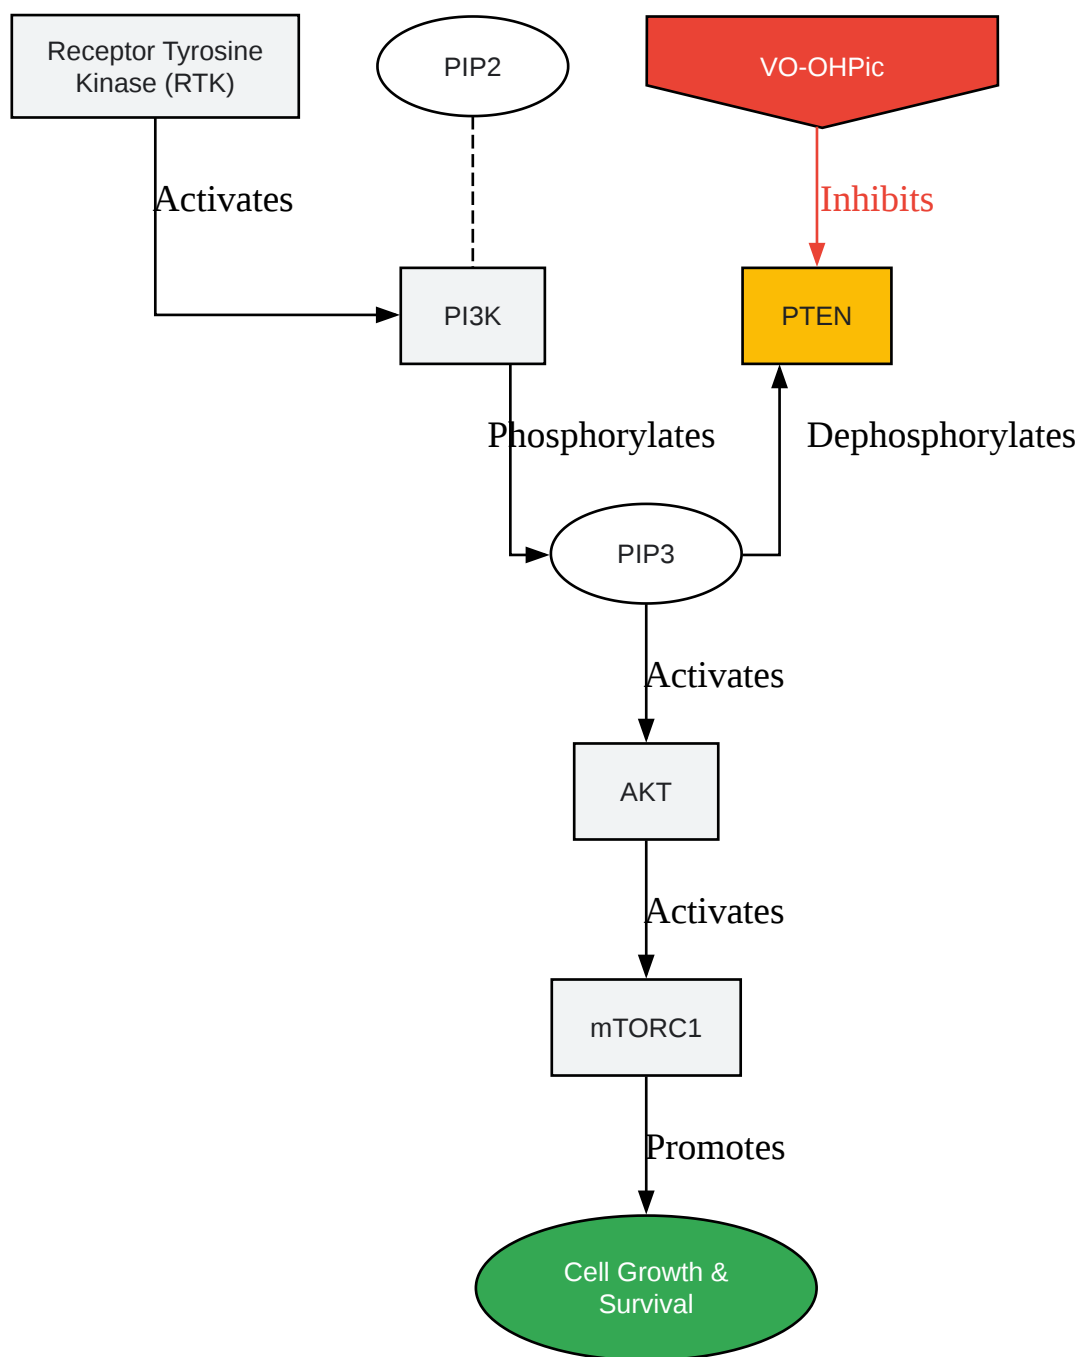 Receptor Tyrosine
Kinase (RTK)
PIP2
VO-OHPic
Activates
Inhibits
PI3K
PTEN
Phosphorylates
Dephosphorylates
PIP3
Activates
AKT
Activates
mTORC1
Promotes
Cell Growth &
Survival